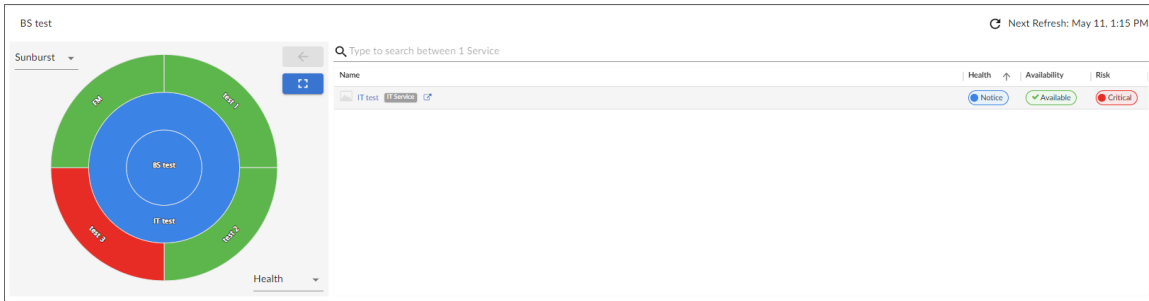 BS test
Next Refresh: May 11, 1:15 PM
Sunburst
FM
test 1
BS test
IT test
test 3
test 2
Health
Type to search between 1 Service
Name
Health
Availability
Risk
IT test IT Service
Notice
Available
Critical